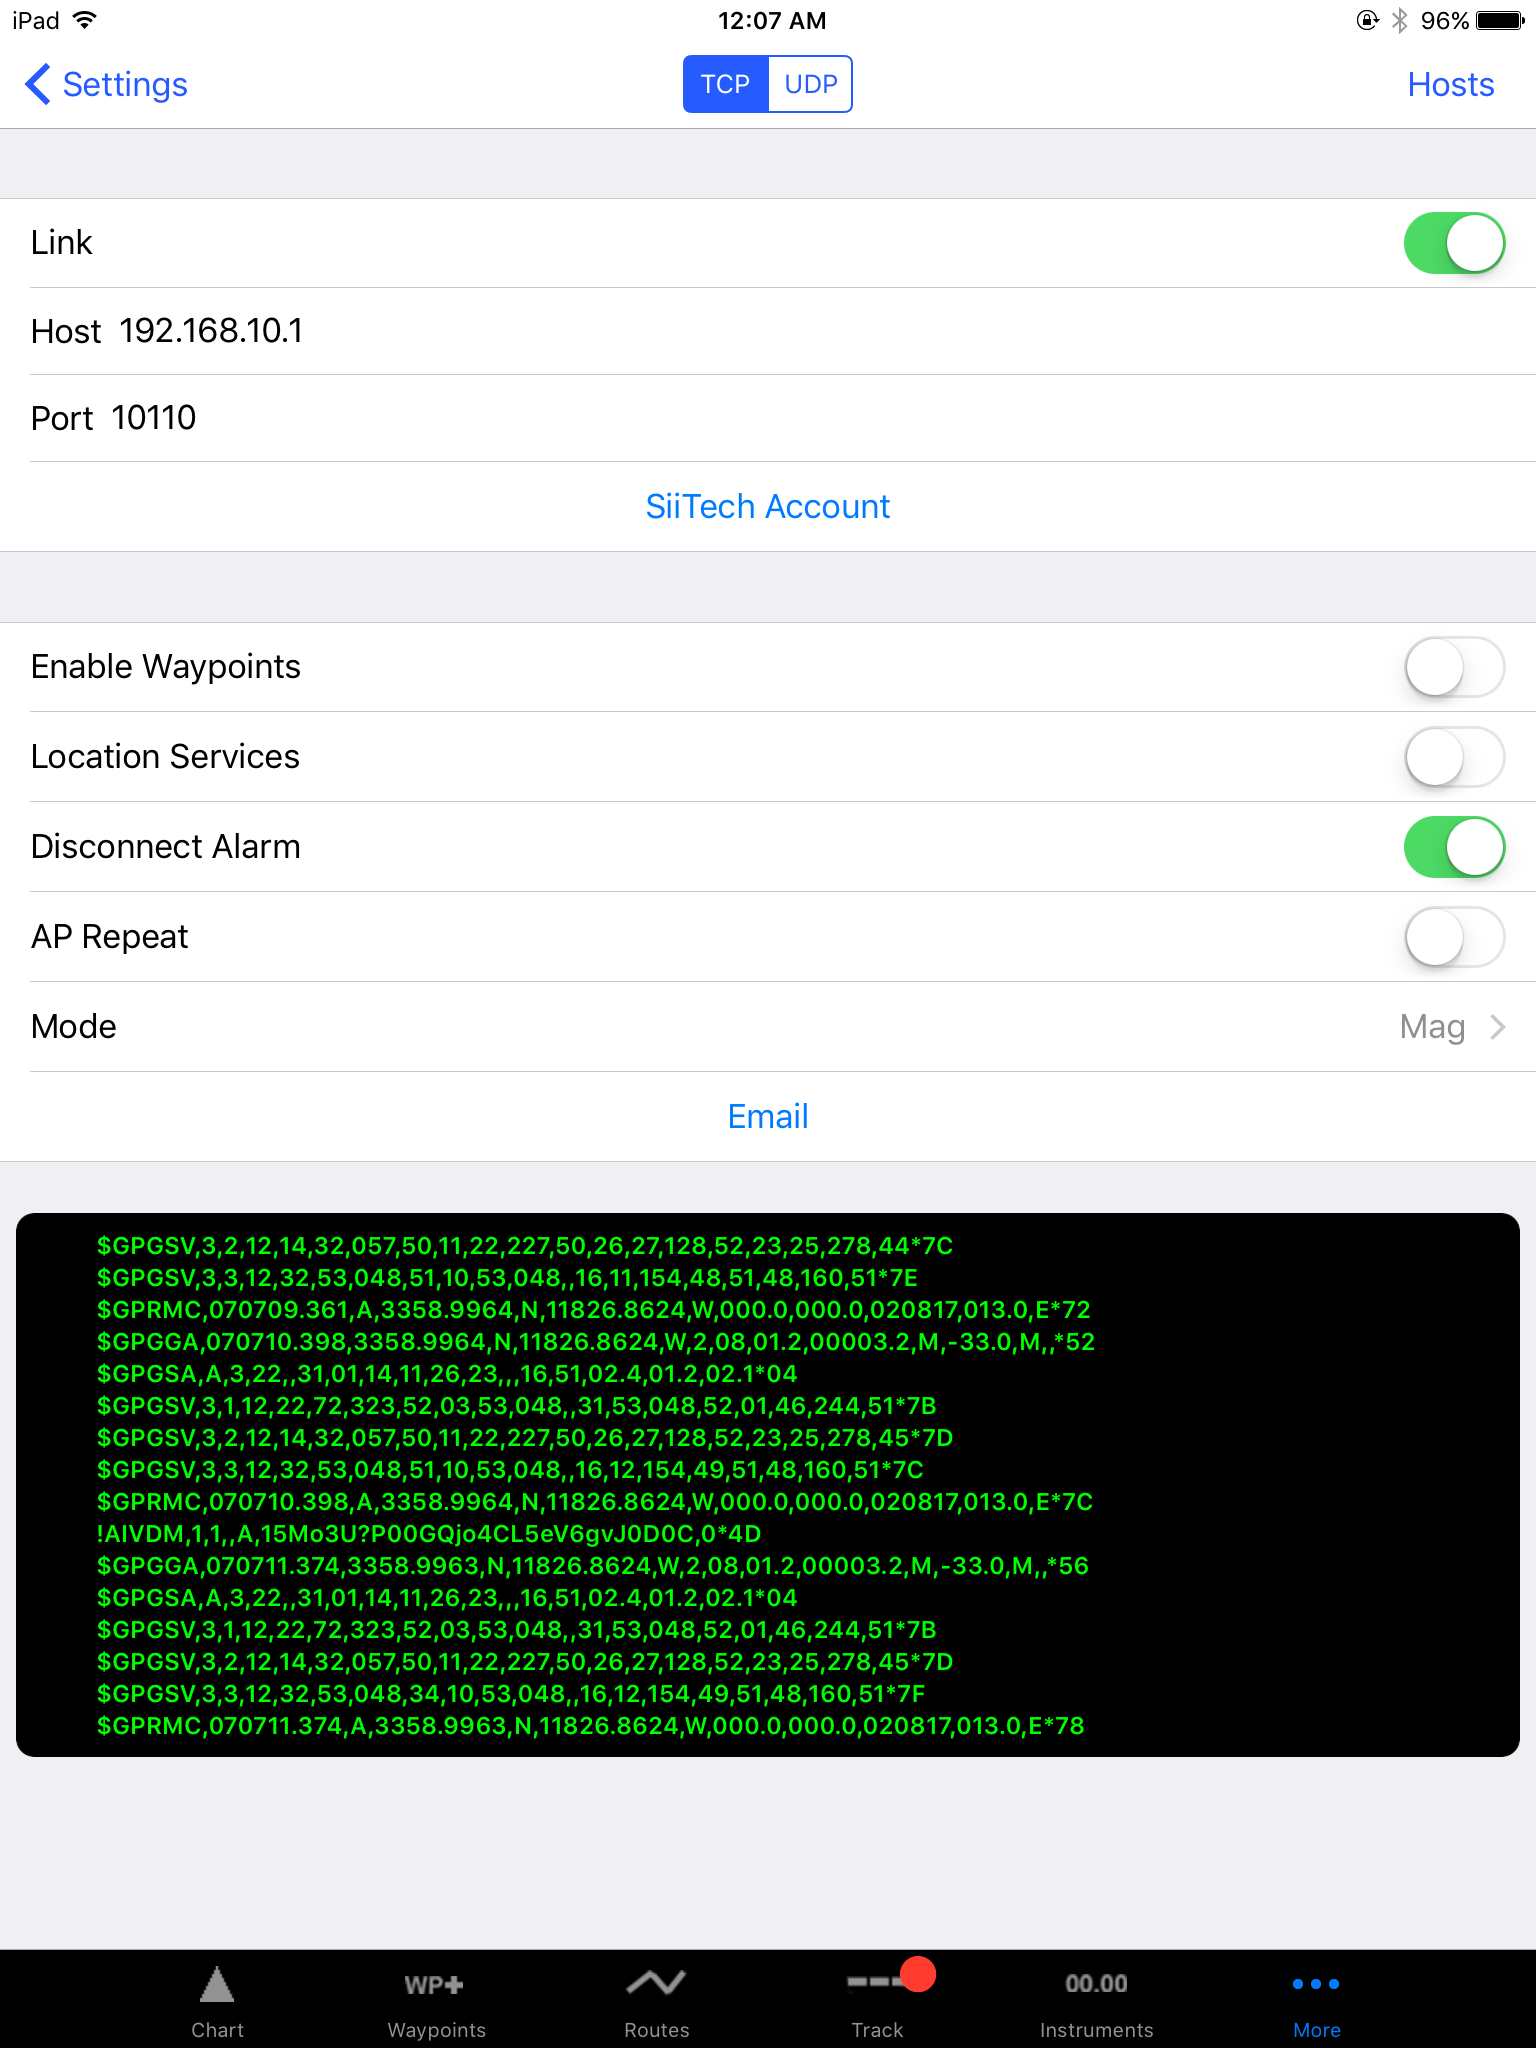 iPad 12:07 AM 96%
Settings TCP UDP Hosts
Link
Host 192.168.10.1
Port 10110
SiiTech Account
Enable Waypoints
Location Services
Disconnect Alarm
AP Repeat
Mode Mag
Email
$GPGSV,3,2,12,14,32,057,50,11,22,227,50,26,27,128,52,23,25,278,44*7C
$GPGSV,3,3,12,32,53,048,51,10,53,048,,16,11,154,48,51,48,160,51*7E
$GPRMC,070709.361,A,3358.9964,N,11826.8624,W,000.0,000.0,020817,013.0,E*72
$GPGGA,070710.398,3358.9964,N,11826.8624,W,2,08,01.2,00003.2,M,-33.0,M,,*52
$GPGSA,A,3,22,,31,01,14,11,26,23,,,16,51,02.4,01.2,02.1*04
$GPGSV,3,1,12,22,72,323,52,03,53,048,,31,53,048,52,01,46,244,51*7B
$GPGSV,3,2,12,14,32,057,50,11,22,227,50,26,27,128,52,23,25,278,45*7D
$GPGSV,3,3,12,32,53,048,51,10,53,048,,16,12,154,49,51,48,160,51*7C
$GPRMC,070710.398,A,3358.9964,N,11826.8624,W,000.0,000.0,020817,013.0,E*7C
!AIVDM,1,1,,A,15Mo3U?P00GQjo4CL5eV6gvJ0D0C,0*4D
$GPGGA,070711.374,3358.9963,N,11826.8624,W,2,08,01.2,00003.2,M,-33.0,M,,*56
$GPGSA,A,3,22,,31,01,14,11,26,23,,,16,51,02.4,01.2,02.1*04
$GPGSV,3,1,12,22,72,323,52,03,53,048,,31,53,048,52,01,46,244,51*7B
$GPGSV,3,2,12,14,32,057,50,11,22,227,50,26,27,128,52,23,25,278,45*7D
$GPGSV,3,3,12,32,53,048,34,10,53,048,,16,12,154,49,51,48,160,51*7F
$GPRMC,070711.374,A,3358.9963,N,11826.8624,W,000.0,000.0,020817,013.0,E*78
WP+ 00.00
Chart Waypoints Routes Track Instruments More